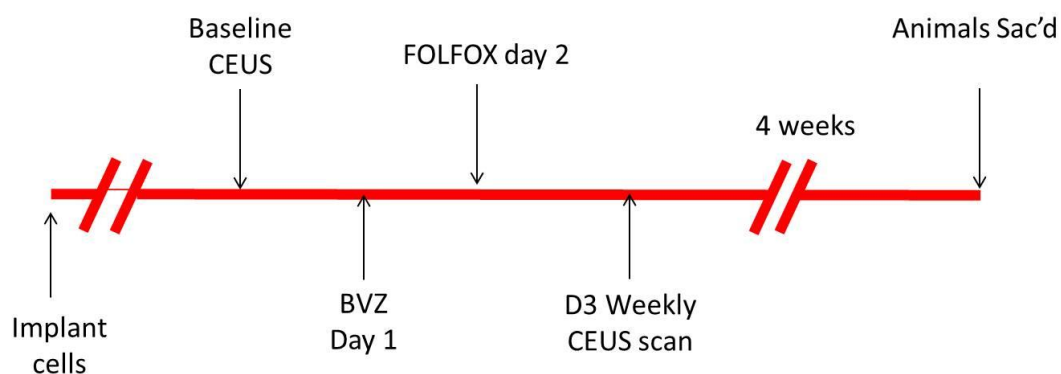 Baseline
CEUS
FOLFOX day 2
Animals Sac'd
4 weeks
Implant
cells
BVZ
Day 1
D3 Weekly
CEUS scan